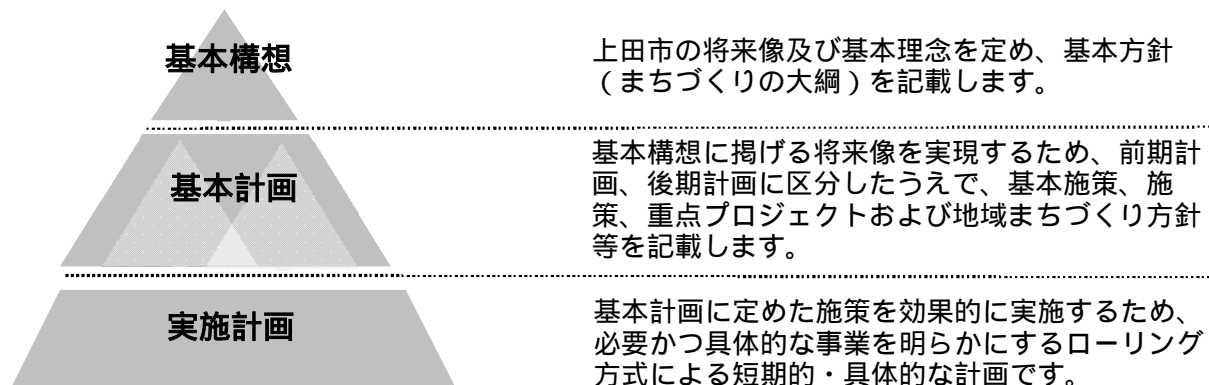 基本構想
上田市の将来像及び基本理念を定め、基本方針
(まちづくりの大綱)を記載します。
基本計画
基本構想に掲げる将来像を実現するため、前期計
画、後期計画に区分したうえで、基本施策、施
策、重点プロジェクトおよび地域まちづくり方針
等を記載します。
実施計画
基本計画に定めた施策を効果的に実施するため、
必要かつ具体的な事業を明らかにするローリング
方式による短期的・具体的な計画です。